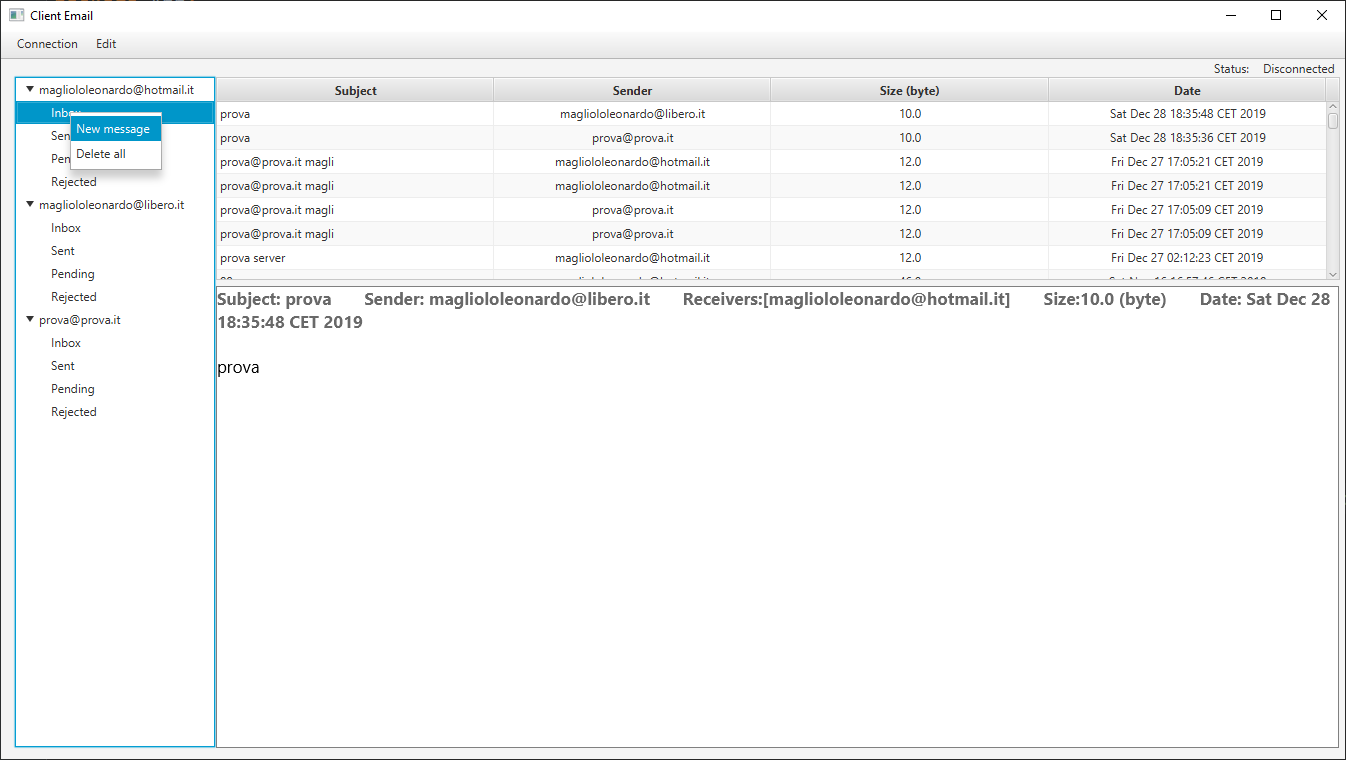 Client Email
Connection Edit
Status: Disconnected
magliololeonardo@hotmail.it
Inbox
New message
Delete all
Rejected
magliololeonardo@libero.it
Inbox
Sent
Pending
Rejected
prova@prova.it
Inbox
Sent
Pending
Rejected
Subject Sender Size (byte) Date
prova magliololeonardo@libero.it 10.0 Sat Dec 28 18:35:48 CET 2019
prova prova@prova.it 10.0 Sat Dec 28 18:35:36 CET 2019
prova@prova.it magli magliololeonardo@hotmail.it 12.0 Fri Dec 27 17:05:21 CET 2019
prova@prova.it magli magliololeonardo@hotmail.it 12.0 Fri Dec 27 17:05:21 CET 2019
prova@prova.it magli prova@prova.it 12.0 Fri Dec 27 17:05:09 CET 2019
prova@prova.it magli prova@prova.it 12.0 Fri Dec 27 17:05:09 CET 2019
prova server magliololeonardo@hotmail.it 12.0 Fri Dec 27 02:12:23 CET 2019
Subject: prova Sender: magliololeonardo@libero.it Receivers:[magliololeonardo@hotmail.it] Size:10.0 (byte) Date: Sat Dec 28
18:35:48 CET 2019
prova